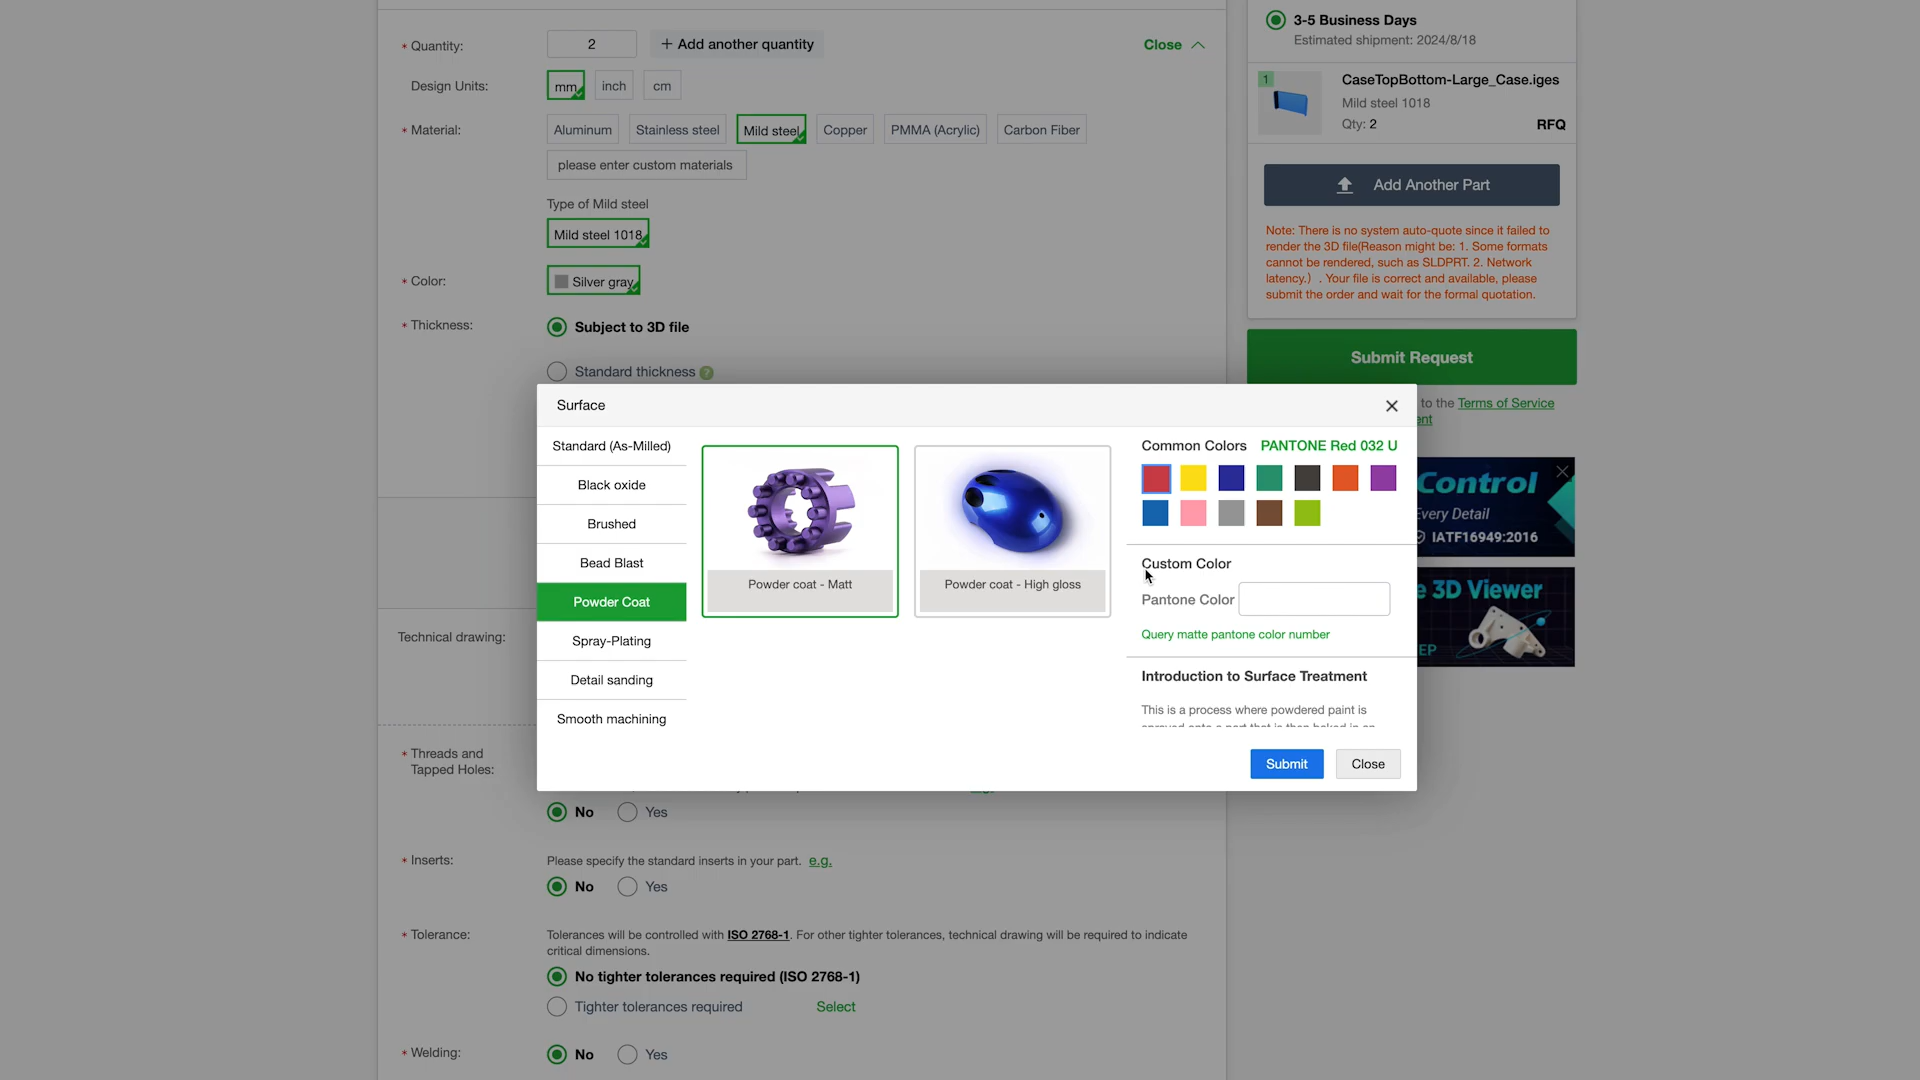 * Quantity:
2
+ Add another quantity
Close
Design Units:
mm
inch
cm
* Material:
Aluminum
Stainless steel
Mild steel
Copper
PMMA (Acrylic)
Carbon Fiber
please enter custom materials
Type of Mild steel
Mild steel 1018
* Color:
Silver gray
* Thickness:
Subject to 3D file
Standard thickness ?
3-5 Business Days
Estimated shipment: 2024/8/18
1
CaseTopBottom-Large_Case.iges
Mild steel 1018
Qty: 2
RFQ
Add Another Part
Note: There is no system auto-quote since it failed to
render the 3D file(Reason might be: 1. Some formats
cannot be rendered, such as SLDPRT. 2. Network
latency.) . Your file is correct and available, please
submit the order and wait for the formal quotation.
Submit Request
to the Terms of Service
ent
Control
Every Detail
IATF16949:2016
e 3D Viewer
EP
Surface
Standard (As-Milled)
Black oxide
Brushed
Bead Blast
Powder Coat
Spray-Plating
Detail sanding
Smooth machining
Powder coat - Matt
Powder coat - High gloss
Common Colors PANTONE Red 032 U
Custom Color
Pantone Color
Query matte pantone color number
Introduction to Surface Treatment
This is a process where powdered paint is
Submit
Close
Technical drawing:
* Threads and
Tapped Holes:
No
Yes
* Inserts:
Please specify the standard inserts in your part. e.g.
No
Yes
* Tolerance:
Tolerances will be controlled with ISO 2768-1. For other tighter tolerances, technical drawing will be required to indicate
critical dimensions.
No tighter tolerances required (ISO 2768-1)
Tighter tolerances required
Select
* Welding:
No
Yes